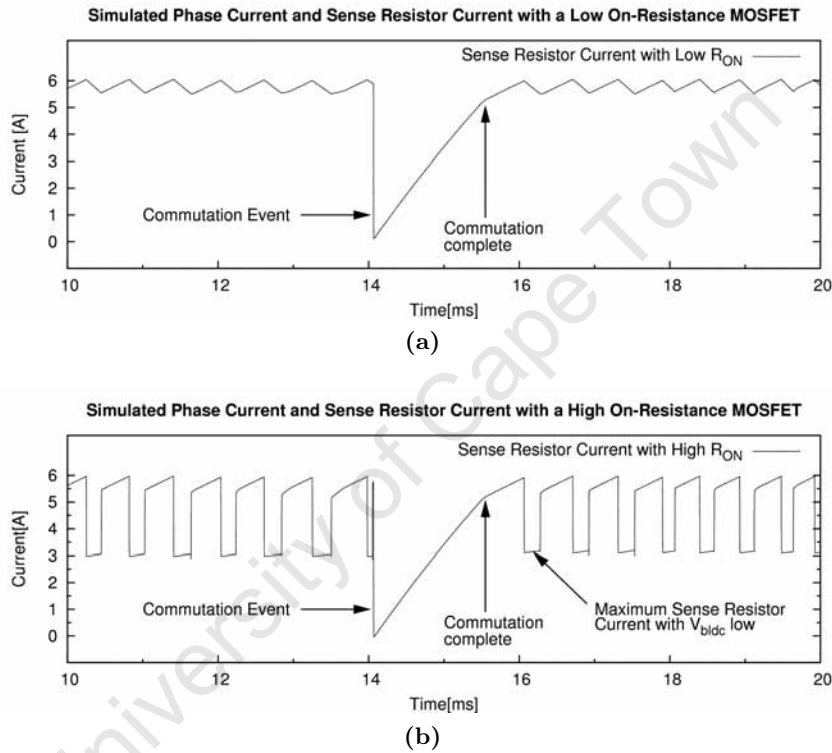 Simulated Phase Current and Sense Resistor Current with a Low On-Resistance MOSFET
Sense Resistor Current with Low RON
6
5
4
3
2
1
0
Current [A]
Commutation Event
Commutation
complete
10 12 14 16 18 20
Time[ms]
(a)
Simulated Phase Current and Sense Resistor Current with a High On-Resistance MOSFET
Sense Resistor Current with High RON
6
5
4
3
2
1
0
Current[A]
Commutation Event
Commutation
complete
Maximum Sense Resistor
Current with Vbldc low
10 12 14 16 18 20
Time[ms]
(b)
University of Cape Town